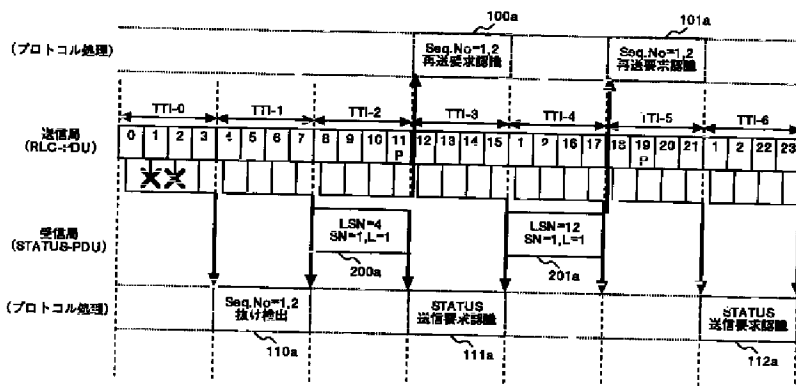 100a
101a
(プロトコル処理)
Seq.No=1,2
再送要求認識
Seq.No=1,2
再送要求認識
TTI-0 TTI-1 TTI-2 TTI-3 TTI-4 TTI-5 TTI-6
送信局
(RLC-PDU)
0 1 2 3 4 5 6 7 8 9 10 11 12 13 14 15 1 2 16 17 18 19 20 21 1 2 22 23
P P
受信局
(STATUS-PDU)
LSN=4
SN=1,L=1
200a
LSN=12
SN=1,L=1
201a
(プロトコル処理)
Seq.No=1,2
抜け検出
110a
STATUS
送信要求認識
111a
STATUS
送信要求認識
112a